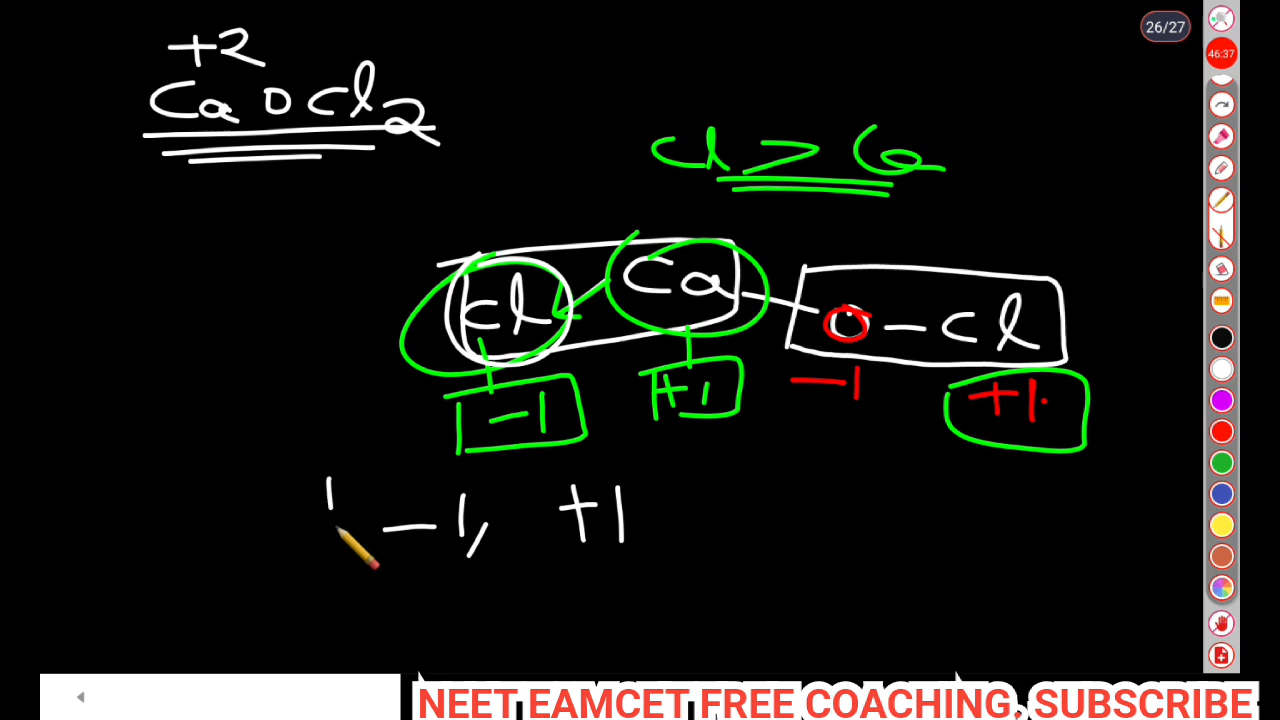 26/27
46:37
+2
CaOCl2
Cl > Ca
Cl Ca - O - Cl
-1 +1 -1 +1
1 -1, +1
NEET EAMCET FREE COACHING, SUBSCRIBE